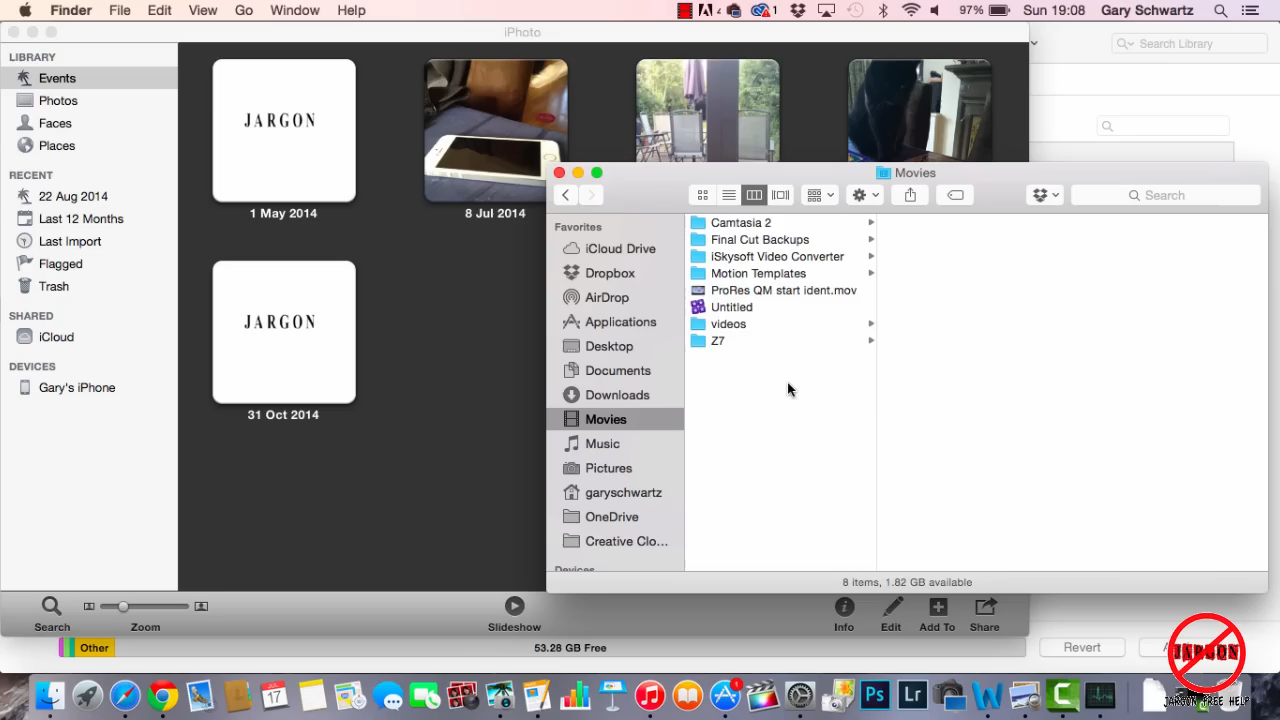 Finder File Edit View Go Window Help
4
1
97% Sun 19:08 Gary Schwartz
iPhoto
Search Library
LIBRARY
Events
Photos
Faces
Places
RECENT
22 Aug 2014
Last 12 Months
Last Import
Flagged
Trash
SHARED
iCloud
DEVICES
Gary's iPhone
JARGON
1 May 2014
8 Jul 2014
JARGON
31 Oct 2014
Movies
Search
Favorites
iCloud Drive
Dropbox
AirDrop
Applications
Desktop
Documents
Downloads
Movies
Music
Pictures
garyschwartz
OneDrive
Creative Clo...
Devices
Camtasia 2
Final Cut Backups
iSkysoft Video Converter
Motion Templates
ProRes QM start ident.mov
Untitled
videos
Z7
8 items, 1.82 GB available
Search
Zoom
Slideshow
Info
Edit
Add To
Share
Other
53.28 GB Free
Revert
JARGON
JARGON FREE HELP
JUL
17
1
Ps
Lr